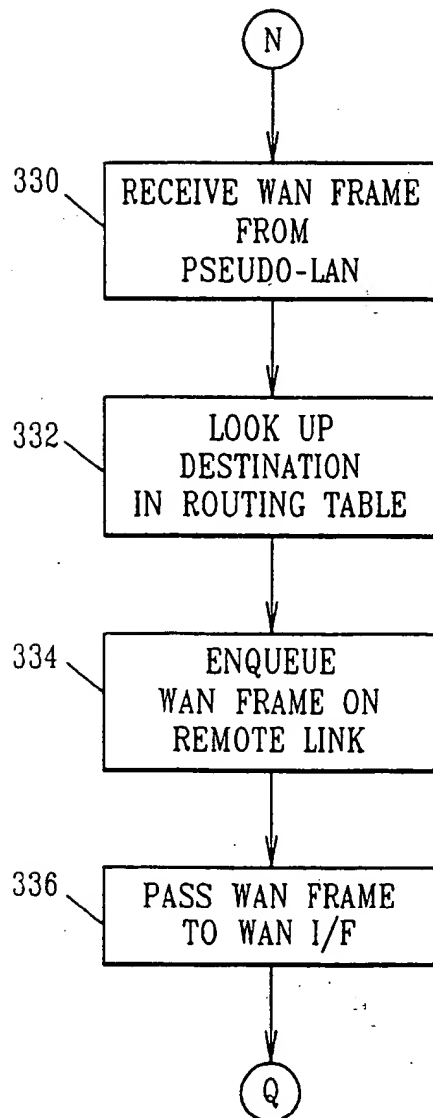 N
330
RECEIVE WAN FRAME
FROM
PSEUDO-LAN
332
LOOK UP
DESTINATION
IN ROUTING TABLE
334
ENQUEUE
WAN FRAME ON
REMOTE LINK
336
PASS WAN FRAME
TO WAN I/F
Q